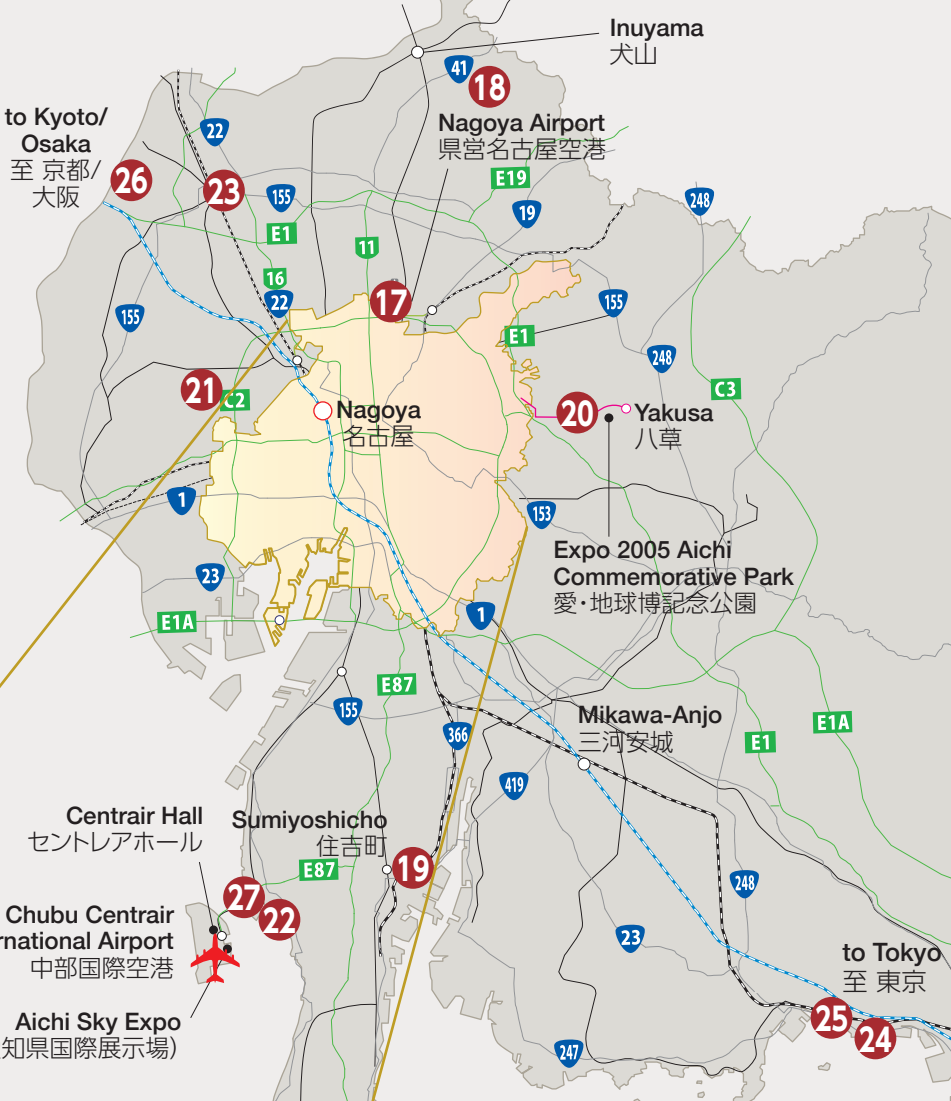 Inuyama
犬山
41
18
to Kyoto/
Osaka
至 京都/
大阪
22
Nagoya Airport
県営名古屋空港
26
23
155
E19
19
248
E1
11
16
22
17
155
155
E1
248
C3
21
C2
Nagoya
名古屋
20
Yakusa
八草
1
153
Expo 2005 Aichi
Commemorative Park
愛・地球博記念公園
23
1
E1A
E87
155
366
Mikawa-Anjo
三河安城
E1A
E1
419
Centrair Hall
セントレアホール
Sumiyoshicho
住吉町
E87
19
248
27
22
Chubu Centrair
rnational Airport
中部国際空港
23
to Tokyo
至 東京
Aichi Sky Expo
知県国際展示場)
25
24
247